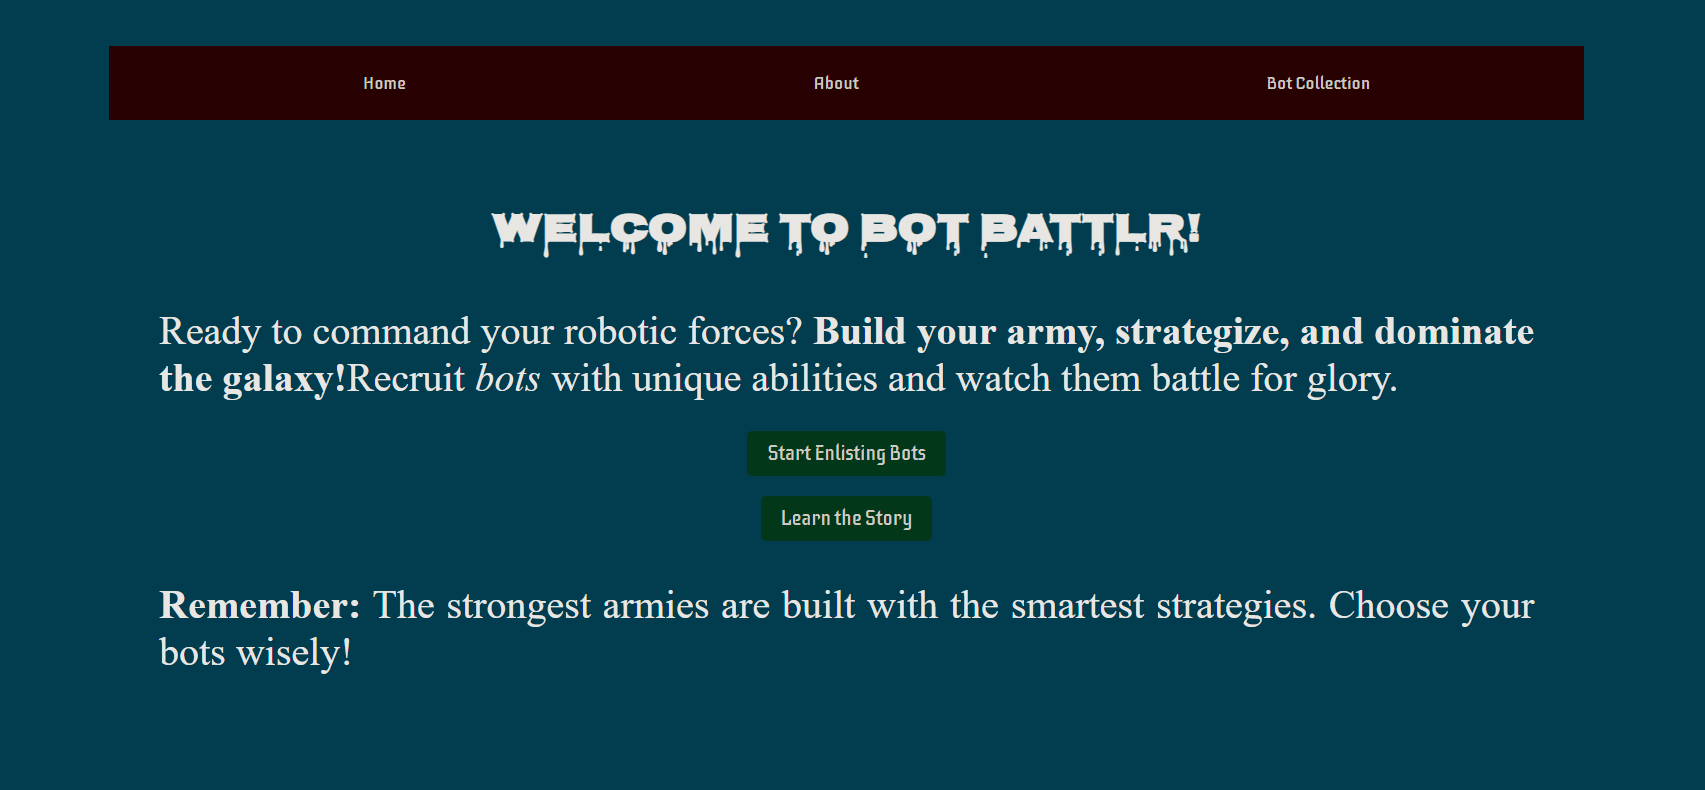 Home About Bot Collection
WELCOME TO BOT BATTLR!
Ready to command your robotic forces? Build your army, strategize, and dominate
the galaxy!Recruit bots with unique abilities and watch them battle for glory.
Start Enlisting Bots
Learn the Story
Remember: The strongest armies are built with the smartest strategies. Choose your
bots wisely!